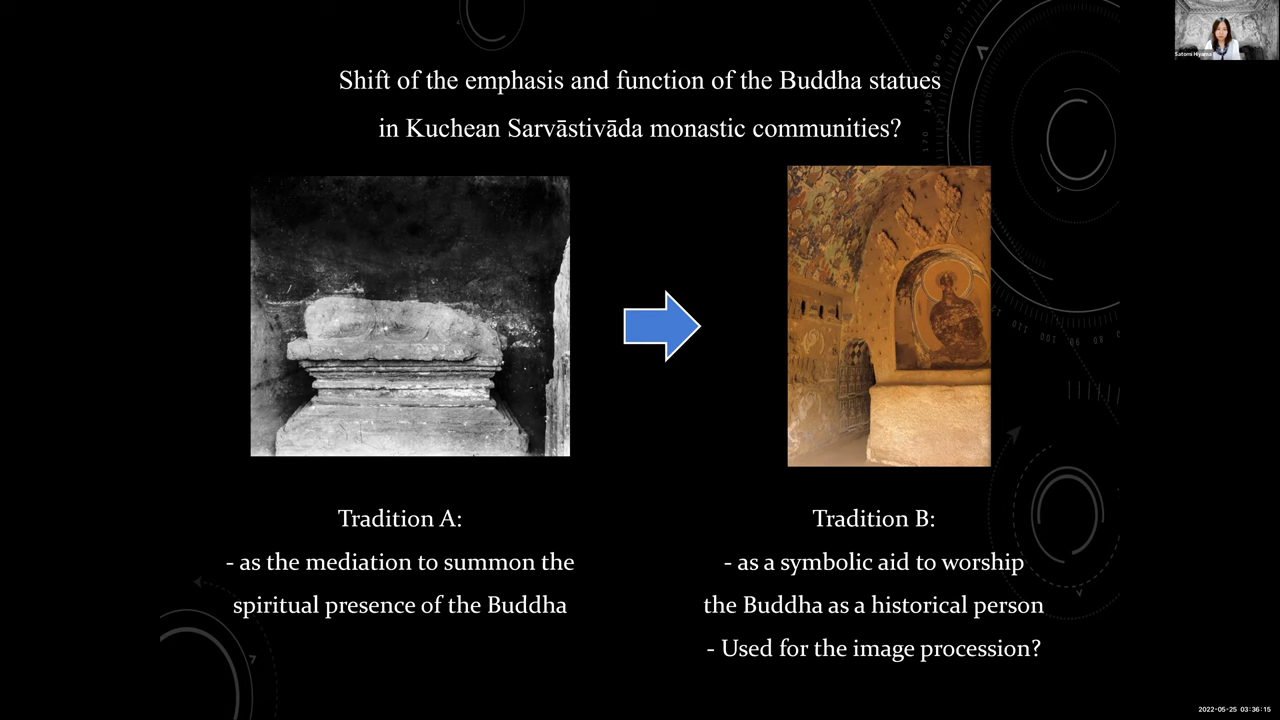 Satomi Hiyama
Shift of the emphasis and function of the Buddha statues
in Kuchean Sarvāstivāda monastic communities?
Tradition A:
- as the mediation to summon the
spiritual presence of the Buddha
Tradition B:
- as a symbolic aid to worship
the Buddha as a historical person
- Used for the image procession?
2022-05-25 03:36:15